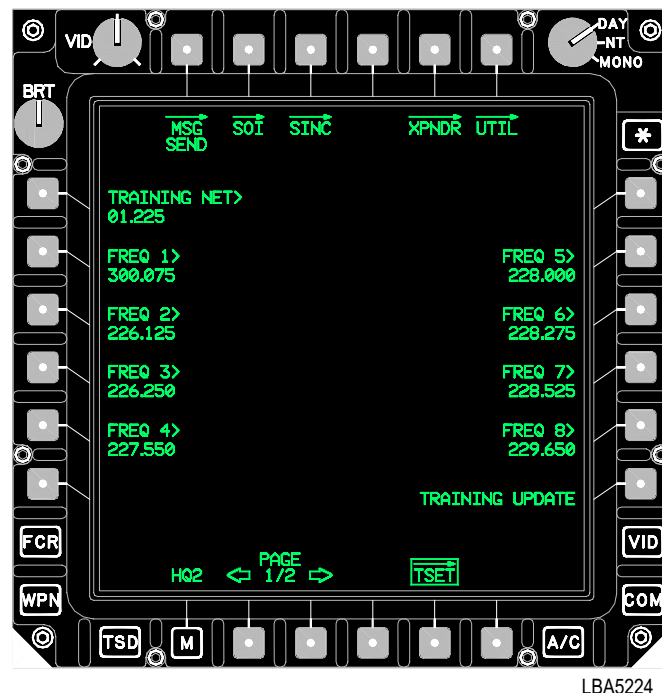 VID
DAY
NT
MONO
BRT
MSG SOI SINC XPNDR UTIL
SEND
*
TRAINING NET>
01.225
FREQ 1> FREQ 5>
300.075 228.000
FREQ 2> FREQ 6>
226.125 228.275
FREQ 3> FREQ 7>
226.250 228.525
FREQ 4> FREQ 8>
227.550 229.650
TRAINING UPDATE
FCR VID
PAGE
HQ2 1/2 TSET
WPN COM
TSD M A/C
LBA5224